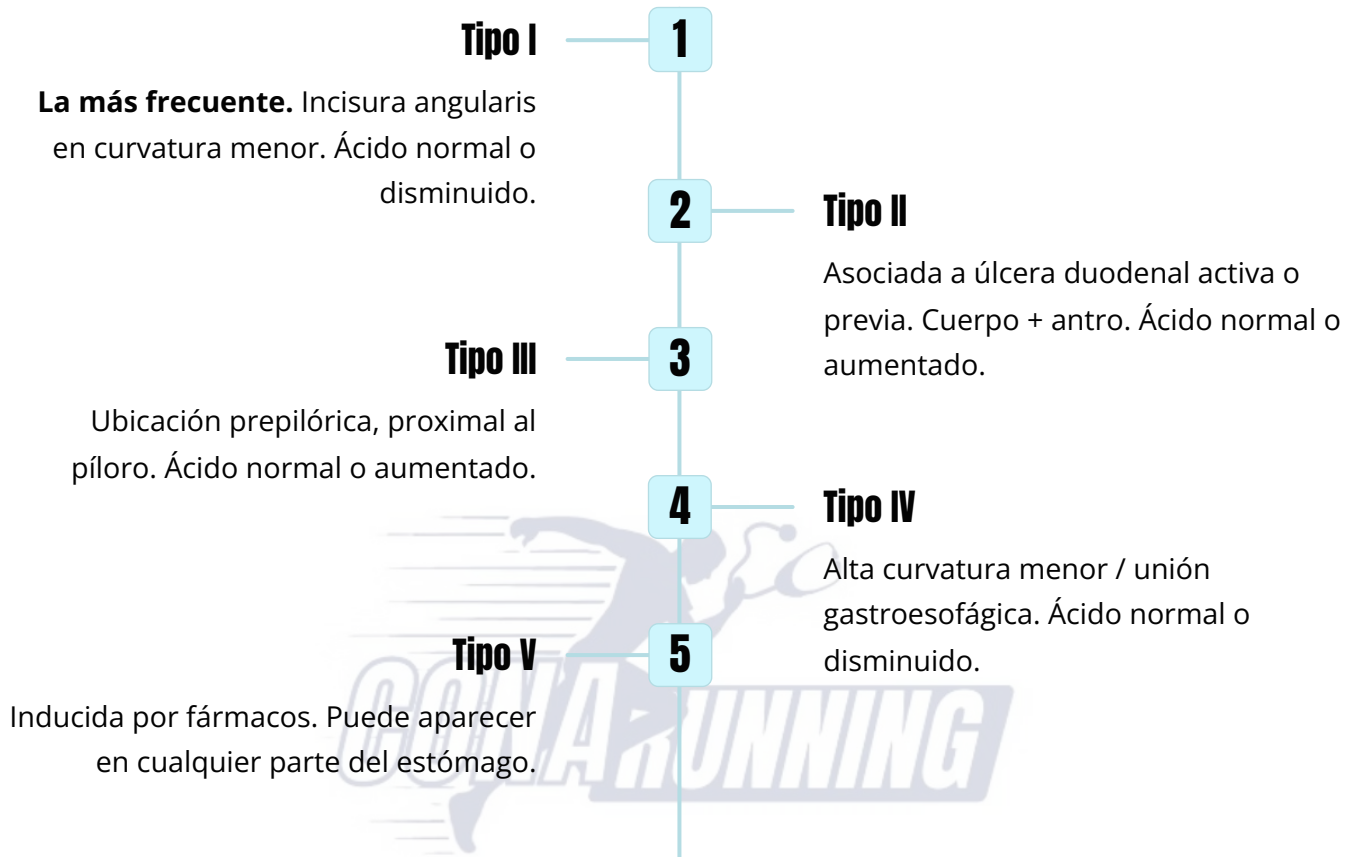 Tipo I
1
La más frecuente. Incisura angularis
en curvatura menor. Ácido normal o
disminuido.
2
Tipo II
Asociada a úlcera duodenal activa o
previa. Cuerpo + antro. Ácido normal o
aumentado.
Tipo III
3
Ubicación prepilórica, proximal al
píloro. Ácido normal o aumentado.
4
Tipo IV
Alta curvatura menor / unión
gastroesofágica. Ácido normal o
disminuido.
Tipo V
5
Inducida por fármacos. Puede aparecer
en cualquier parte del estómago.
CONARUNNING